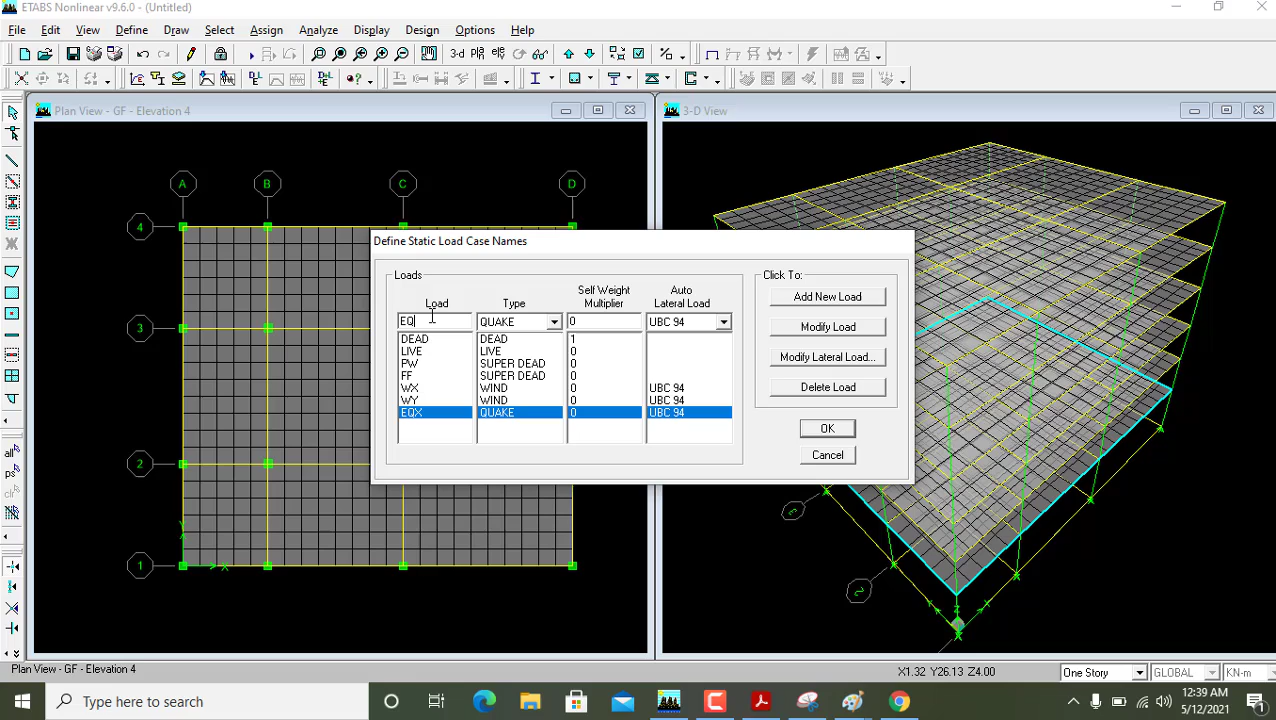 ETABS Nonlinear v9.6.0 - (Untitled)
File Edit View Define Draw Select Assign Analyze Display Design Options Help
3-d
Plan View - GF - Elevation 4
3-D View
A B C D
4
3
2
1
Y
X
Define Static Load Case Names
Loads
Click To:
Load Type Self Weight Multiplier Auto Lateral Load
EQ QUAKE 0 UBC 94
DEAD DEAD 1
LIVE LIVE 0
PW SUPER DEAD 0
FF SUPER DEAD 0
WX WIND 0 UBC 94
WY WIND 0 UBC 94
EQX QUAKE 0 UBC 94
Add New Load
Modify Load
Modify Lateral Load...
Delete Load
OK
Cancel
all
ps
clr
Z
Y X
2
Plan View - GF - Elevation 4
X1.32 Y26.13 Z4.00
One Story
GLOBAL
KN-m
Type here to search
12:39 AM
5/12/2021
1